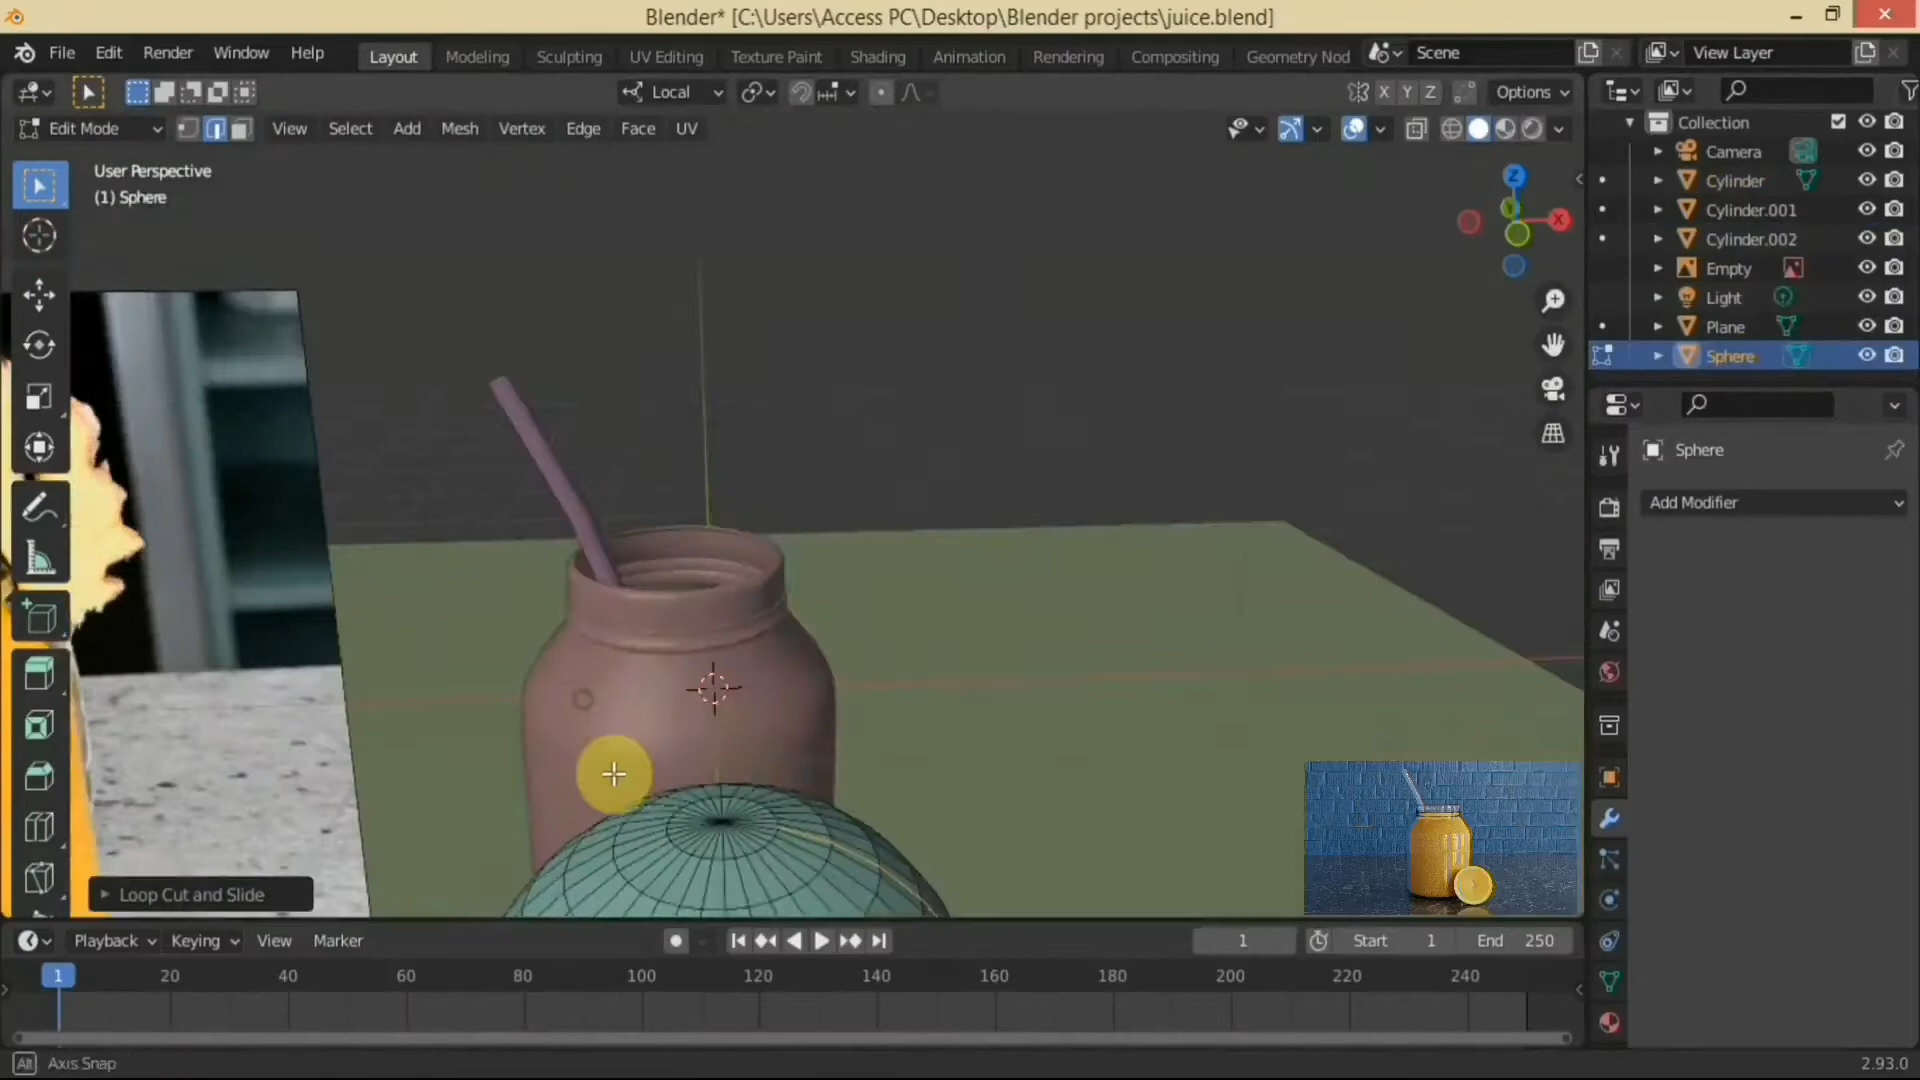 Blender* [C:\Users\Access PC\Desktop\Blender projects\juice.blend]
File Edit Render Window Help Layout Modeling Sculpting UV Editing Texture Paint Shading Animation Rendering Compositing Geometry Nod Scene View Layer
Local X Y Z Options
Edit Mode View Select Add Mesh Vertex Edge Face UV
User Perspective
(1) Sphere
Z
Y
X
Collection
Camera
Cylinder
Cylinder.001
Cylinder.002
Empty
Light
Plane
Sphere
Sphere
Add Modifier
Loop Cut and Slide
Playback Keying View Marker 1 Start 1 End 250
1 20 40 60 80 100 120 140 160 180 200 220 240
Alt Axis Snap 2.93.0